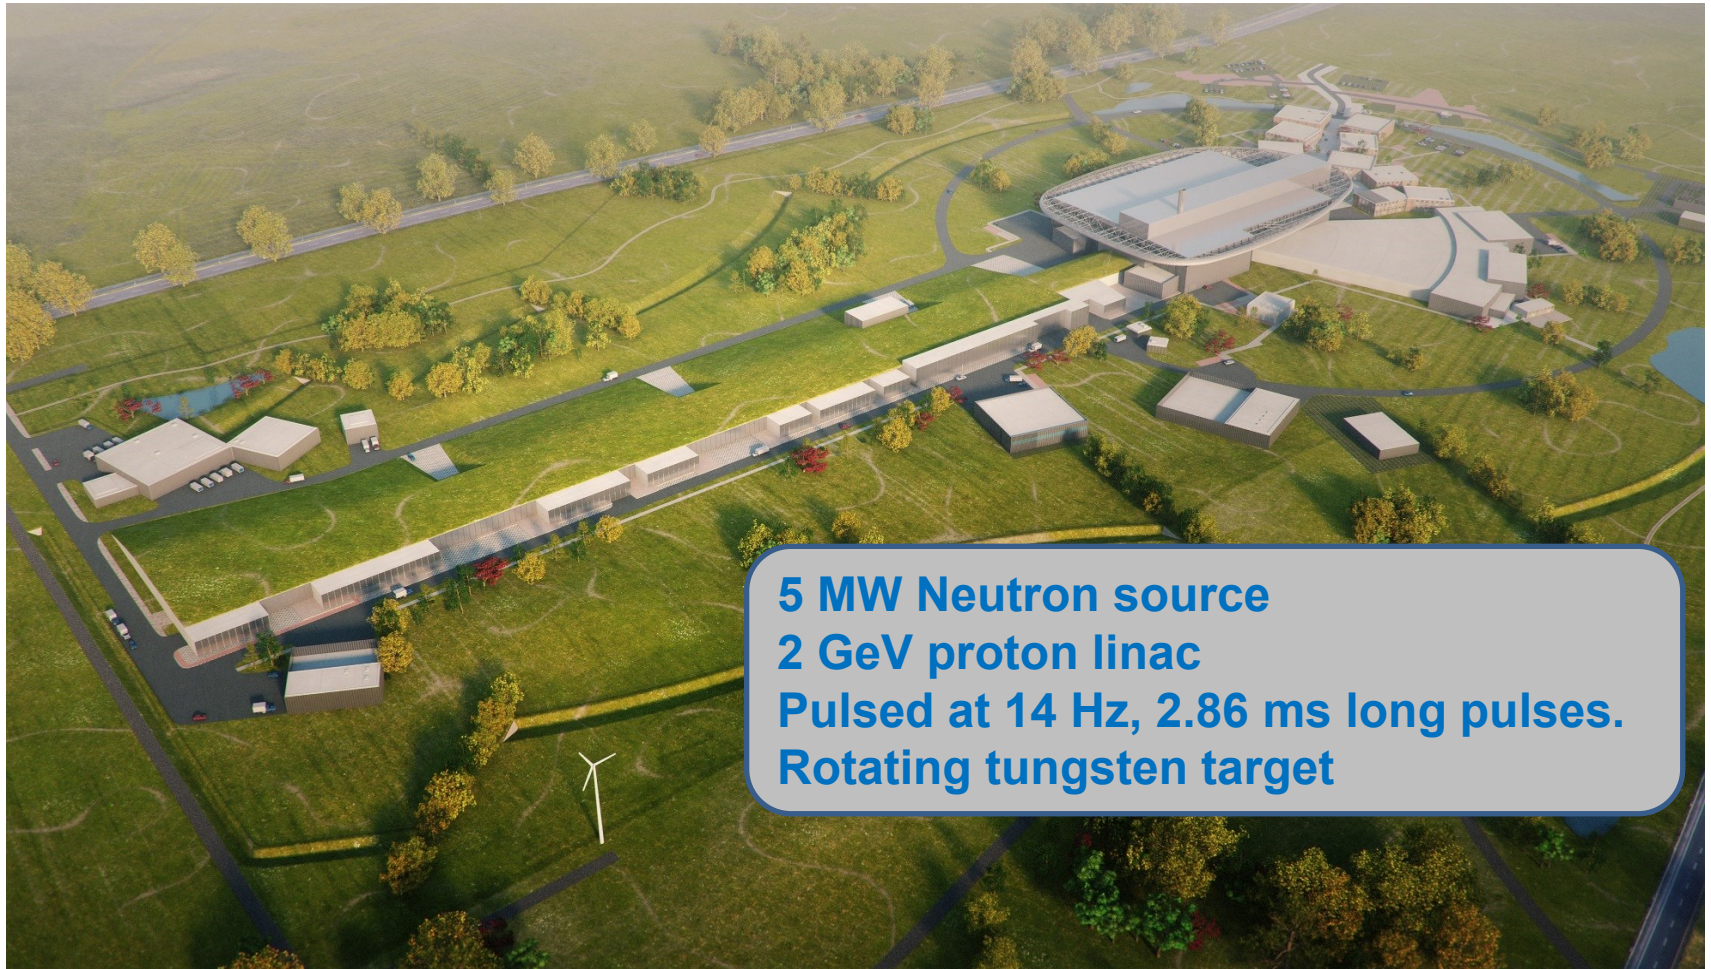 5 MW Neutron source
2 GeV proton linac
Pulsed at 14 Hz, 2.86 ms long pulses.
Rotating tungsten target